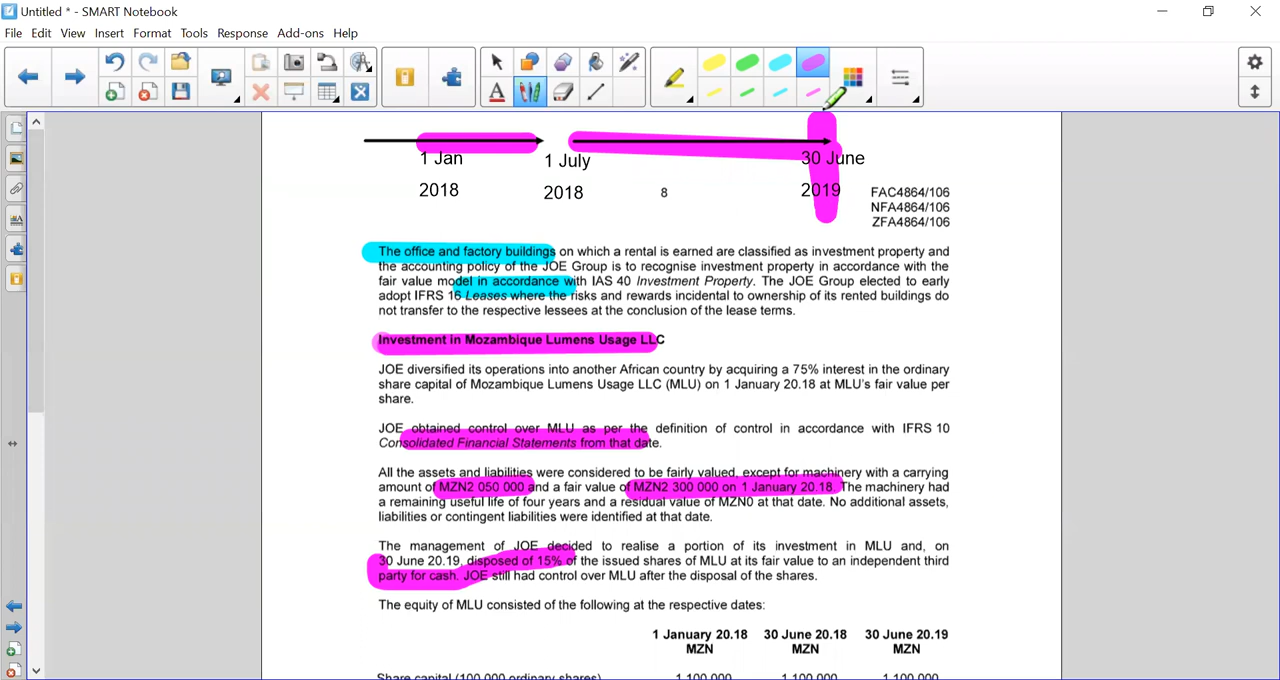 Untitled * - SMART Notebook
File Edit View Insert Format Tools Response Add-ons Help
A
1 Jan 1 July 30 June
2018 2018 2019
8
FAC4864/106
NFA4864/106
ZFA4864/106
The office and factory buildings on which a rental is earned are classified as investment property and
the accounting policy of the JOE Group is to recognise investment property in accordance with the
fair value model in accordance with IAS 40 Investment Property. The JOE Group elected to early
adopt IFRS 16 Leases where the risks and rewards incidental to ownership of its rented buildings do
not transfer to the respective lessees at the conclusion of the lease terms.
Investment in Mozambique Lumens Usage LLC
JOE diversified its operations into another African country by acquiring a 75% interest in the ordinary
share capital of Mozambique Lumens Usage LLC (MLU) on 1 January 20.18 at MLU's fair value per
share.
JOE obtained control over MLU as per the definition of control in accordance with IFRS 10
Consolidated Financial Statements from that date.
All the assets and liabilities were considered to be fairly valued, except for machinery with a carrying
amount of MZN2 050 000 and a fair value of MZN2 300 000 on 1 January 20.18. The machinery had
a remaining useful life of four years and a residual value of MZN0 at that date. No additional assets,
liabilities or contingent liabilities were identified at that date.
The management of JOE decided to realise a portion of its investment in MLU and, on
30 June 20.19, disposed of 15% of the issued shares of MLU at its fair value to an independent third
party for cash. JOE still had control over MLU after the disposal of the shares.
The equity of MLU consisted of the following at the respective dates:
1 January 20.18 30 June 20.18 30 June 20.19
MZN MZN MZN
Share capital (100 000 ordinary shares) 1 100 000 1 100 000 1 100 000